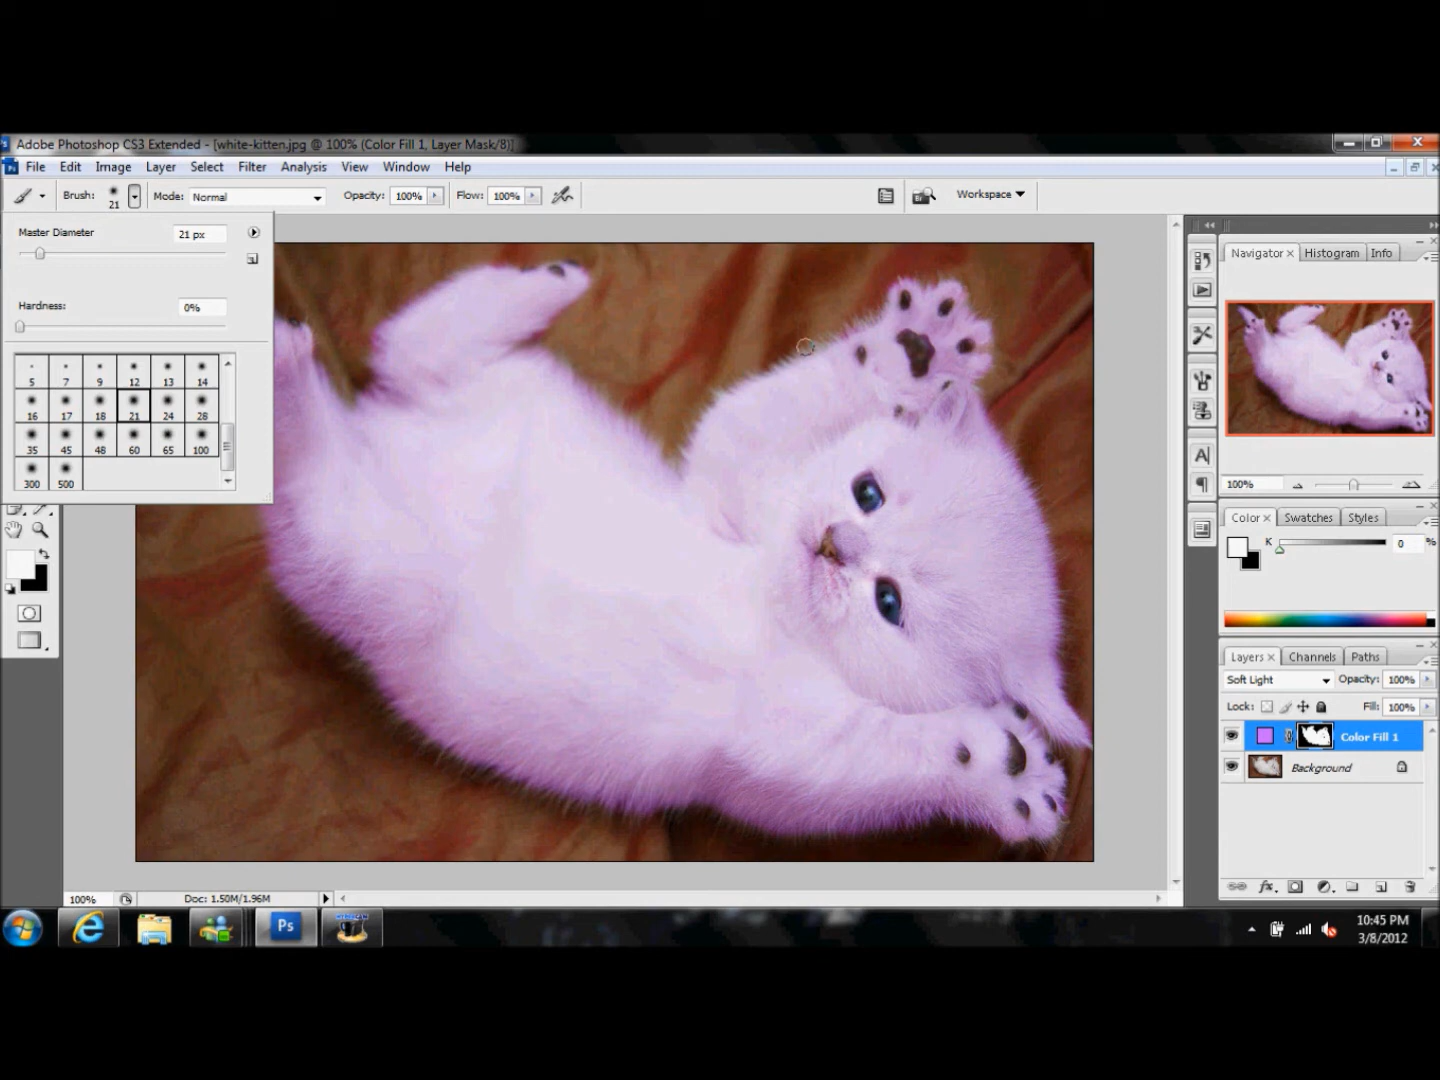 Adobe Photoshop CS3 Extended - [white-kitten.jpg @ 100% (Color Fill 1, Layer Mask/8)]
File Edit Image Layer Select Filter Analysis View Window Help
Brush: 21 Mode: Normal Opacity: 100% Flow: 100% Workspace
Master Diameter 21 px
Hardness: 0%
5 7 9 12 13 14
16 17 18 21 24 28
35 45 48 60 65 100
300 500
Navigator Histogram Info
100%
Color Swatches Styles
K 0 %
Layers Channels Paths
Soft Light Opacity: 100%
Lock: Fill: 100%
Color Fill 1
Background
100% Doc: 1.50M/1.96M
Ps
10:45 PM
3/8/2012